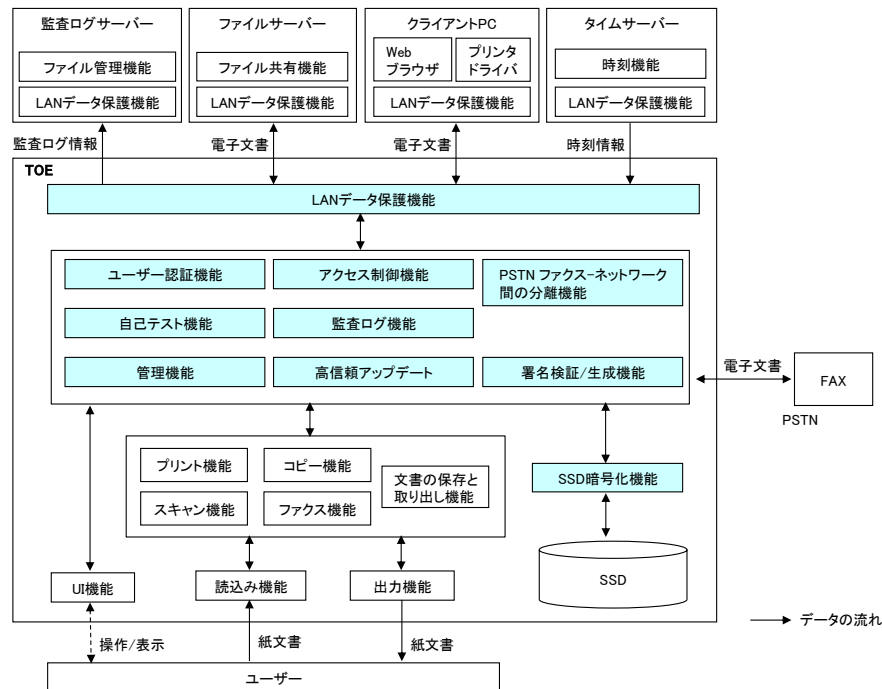 監査ログサーバー
ファイル管理機能
LANデータ保護機能
ファイルサーバー
ファイル共有機能
LANデータ保護機能
クライアントPC
Web
ブラウザ
プリンタ
ドライバ
LANデータ保護機能
タイムサーバー
時刻機能
LANデータ保護機能
監査ログ情報
電子文書
電子文書
時刻情報
TOE
LANデータ保護機能
ユーザー認証機能
アクセス制御機能
PSTN ファクス-ネットワーク
間の分離機能
自己テスト機能
監査ログ機能
管理機能
高信頼アップデート
署名検証/生成機能
電子文書
FAX
PSTN
プリント機能
コピー機能
文書の保存と
取り出し機能
スキャン機能
ファクス機能
SSD暗号化機能
SSD
UI機能
読込み機能
出力機能
データの流れ
操作/表示
紙文書
紙文書
ユーザー